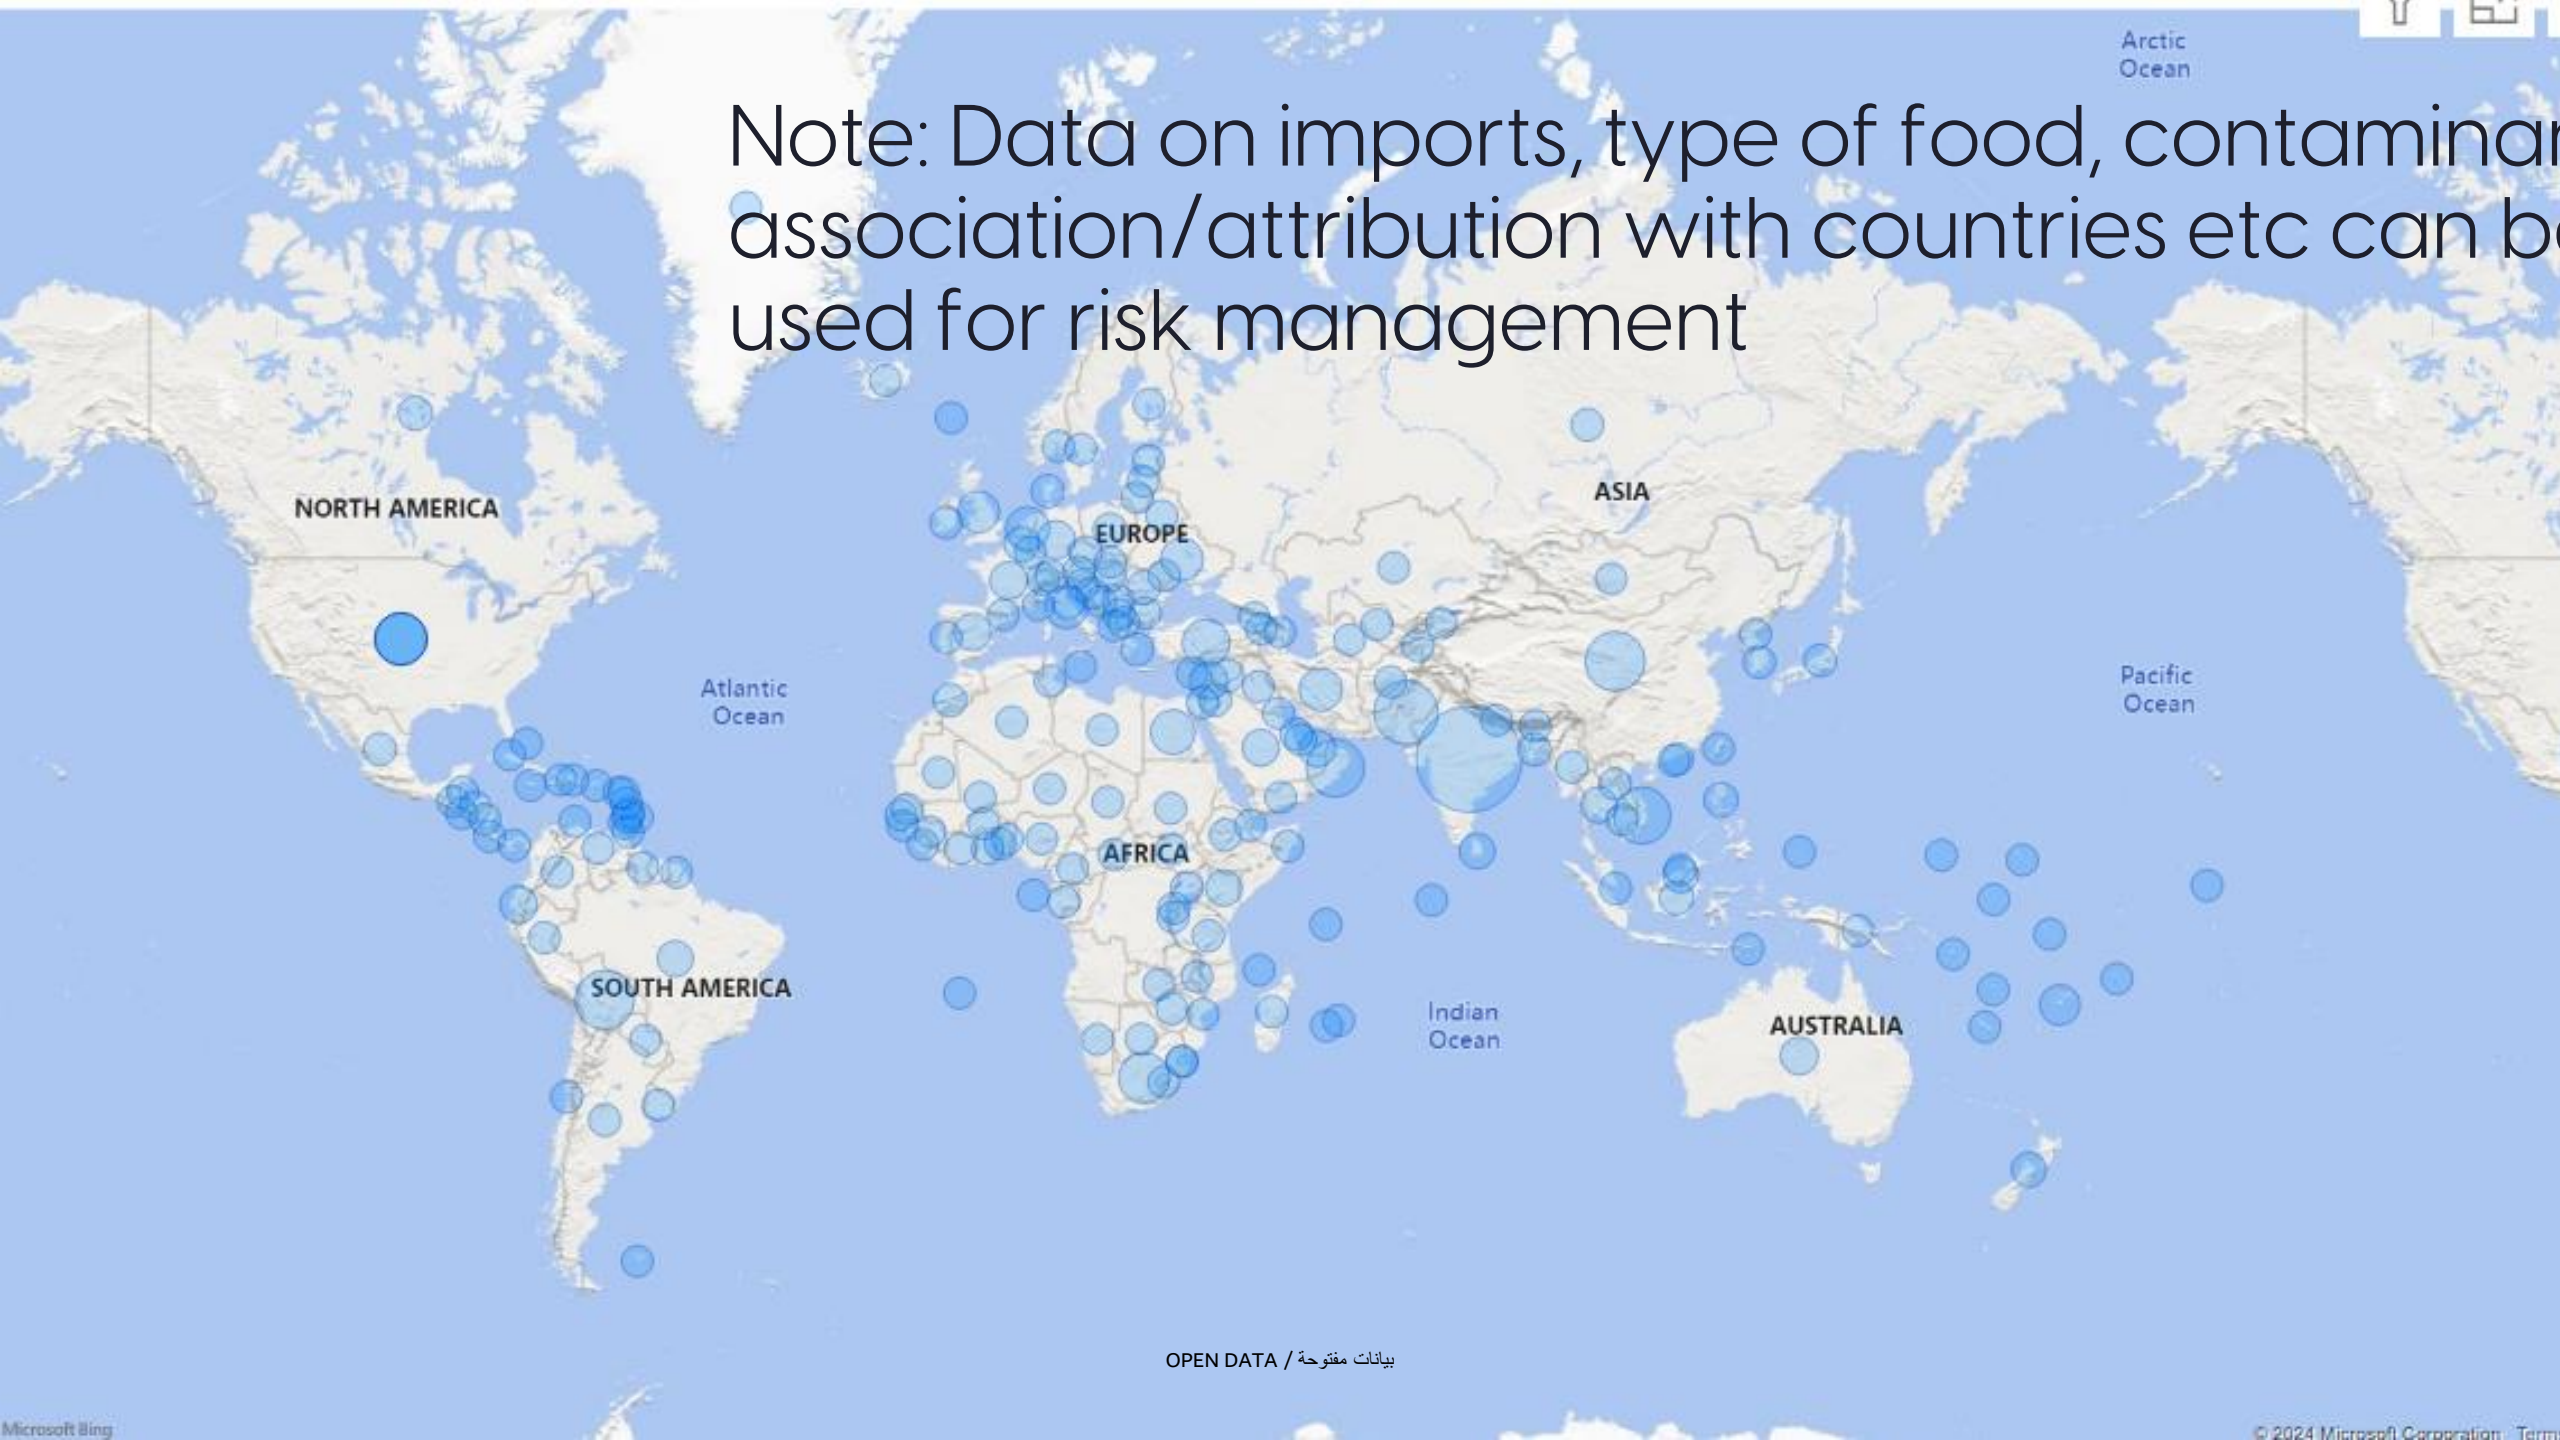 Arctic
Ocean
Note: Data on imports, type of food, contaminan
association/attribution with countries etc can be
used for risk management
ASIA
NORTH AMERICA
EUROPE
Atlantic
Ocean
Pacific
Ocean
AFRICA
SOUTH AMERICA
Indian
Ocean
AUSTRALIA
OPEN DATA / بيانات مفتوحة
Microsoft Bing
© 2024 Microsoft Corporation Terms